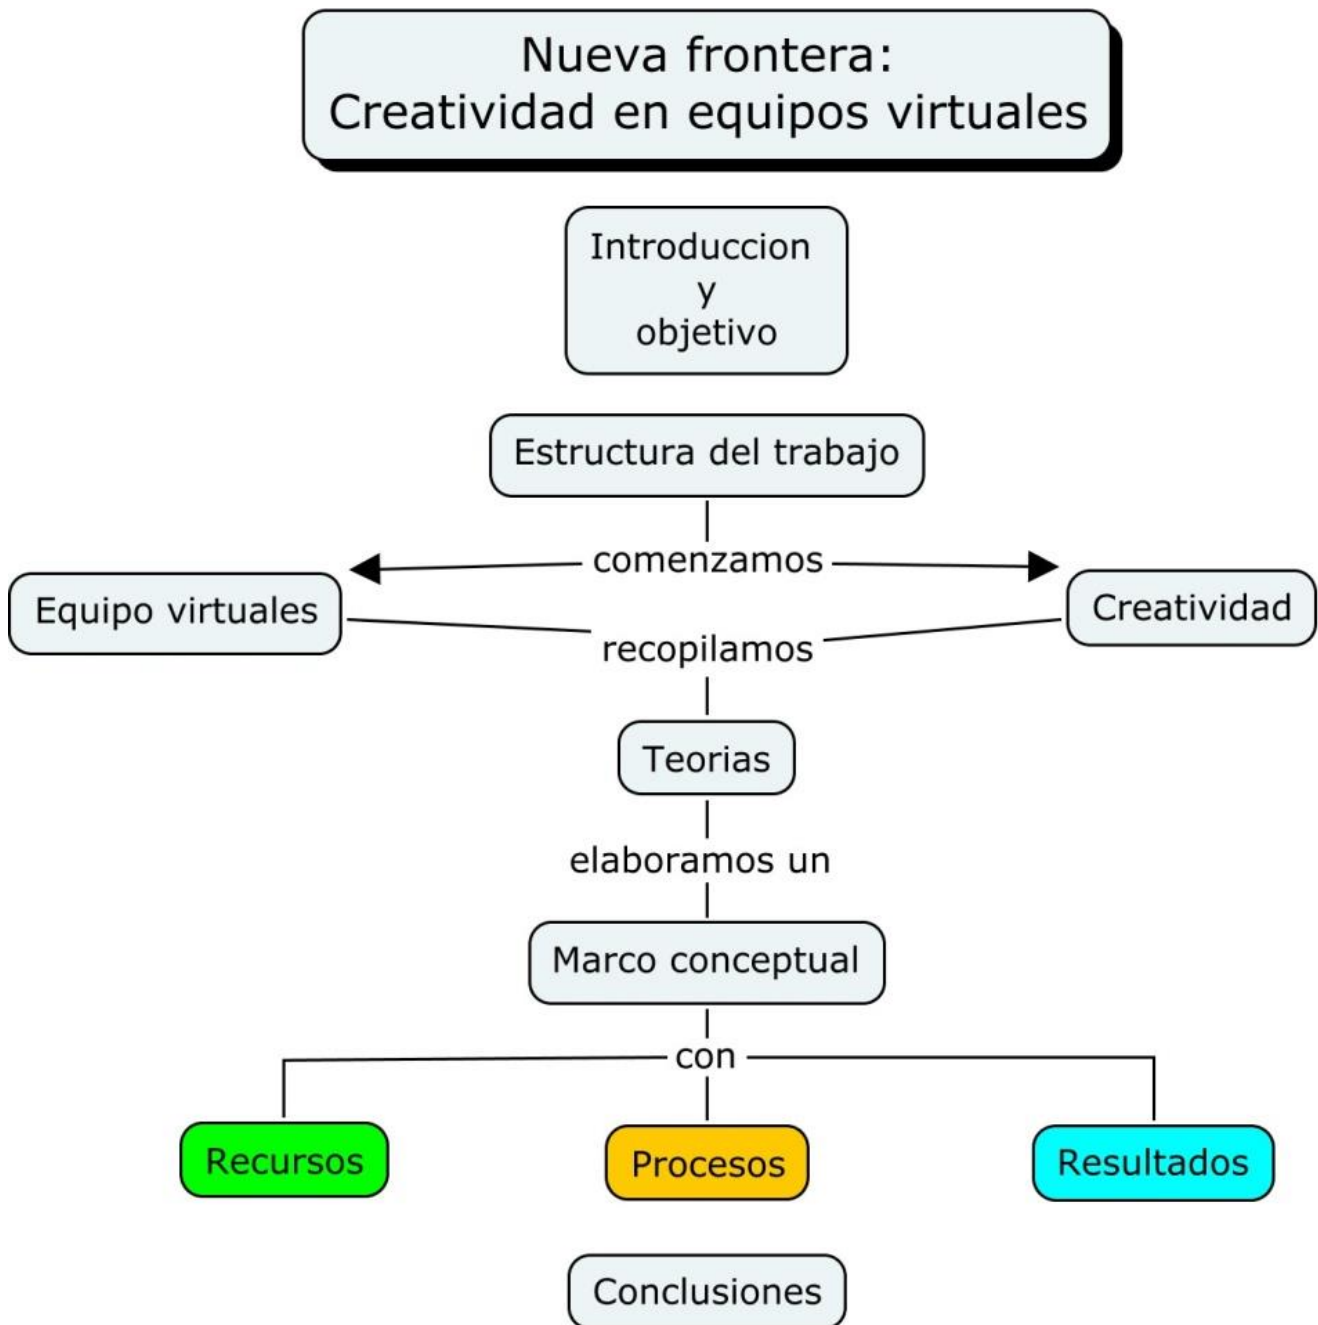 Nueva frontera:
Creatividad en equipos virtuales
Introduccion
y
objetivo
Estructura del trabajo
comenzamos
Equipo virtuales
Creatividad
recopilamos
Teorias
elaboramos un
Marco conceptual
con
Recursos
Procesos
Resultados
Conclusiones